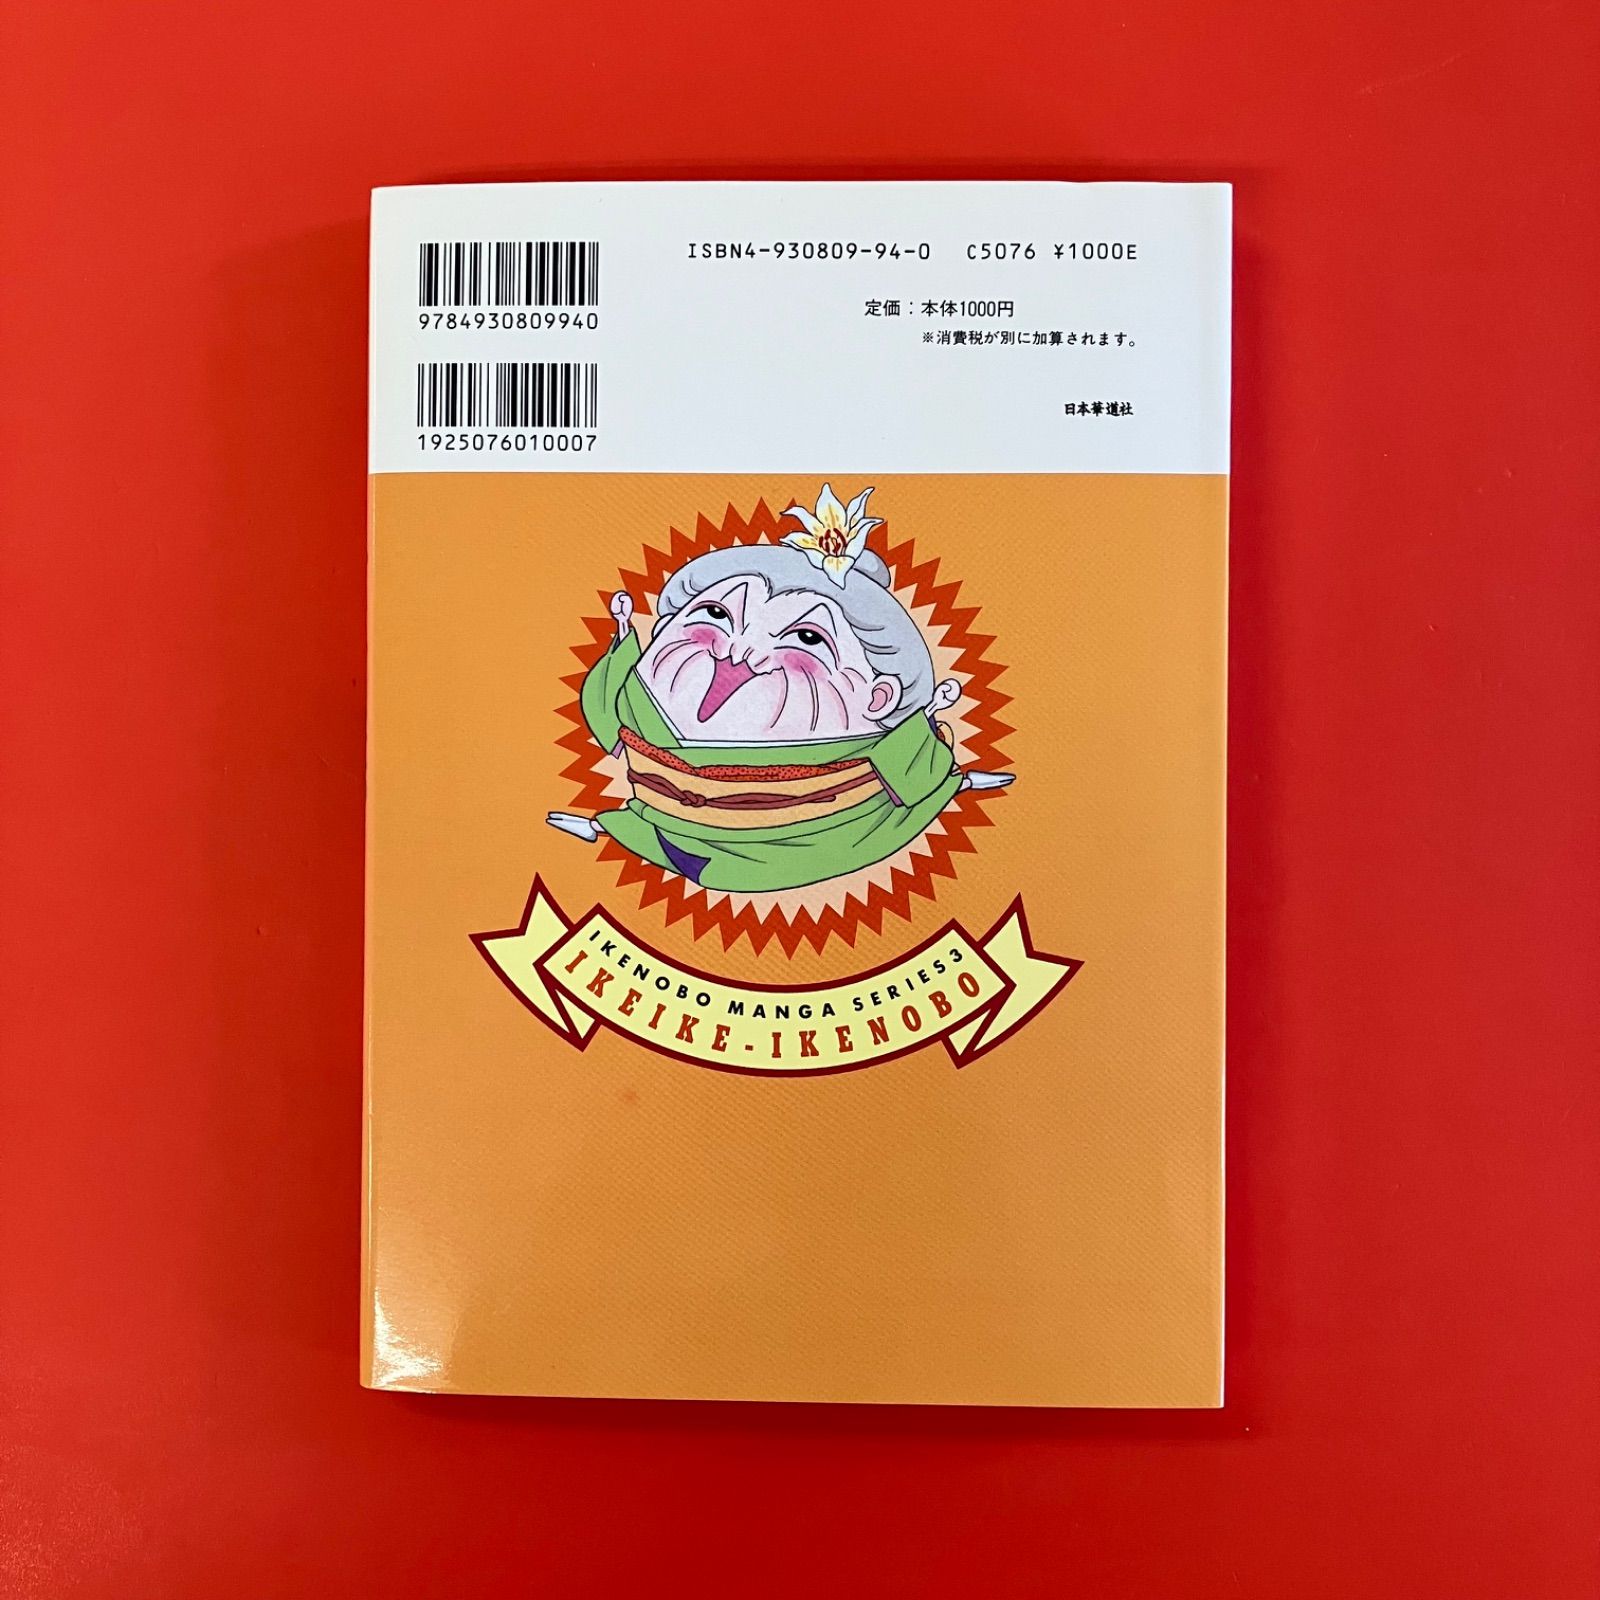 9784930809940
1925076010007
ISBN4-930809-94-0 C5076 ¥1000E
定価：本体1000円
※消費税が別に加算されます。
日本華道社
IKENOBO MANGA SERIES 3
IKEIKE-IKENOBO